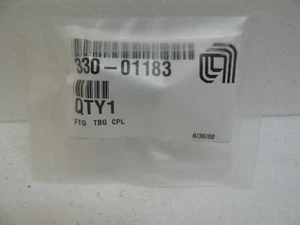 330-01183
QTY1
FTG TBG CPL
6/30/00